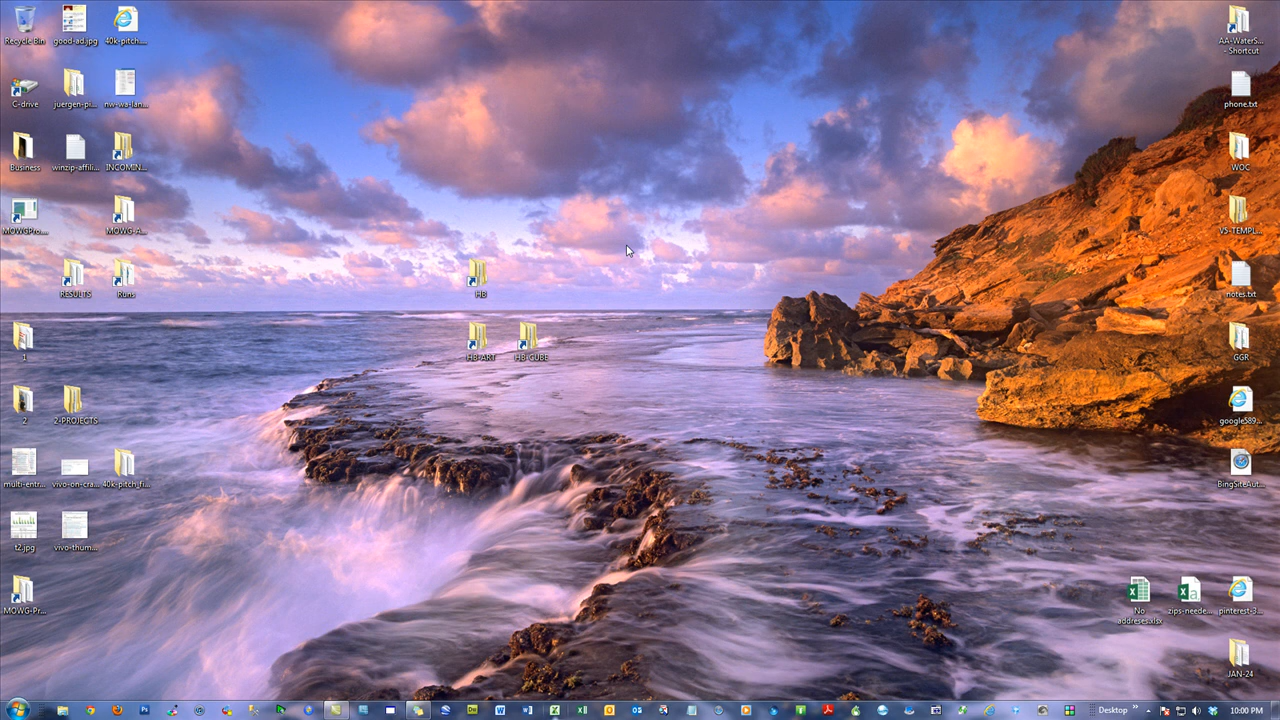 Recycle Bin
good-ad.jpg
40k-pitch....
C-drive
juergen-pi...
nw-wa-lan...
Business
winzip-affili...
INCOMIN...
MOWGPro....
MOWG-A...
RESULTS
Runs
HB
1
HB-ART
HB-GUBE
2
2-PROJECTS
multi-entr...
vivo-on-cra...
40k-pitch_fi...
t2.jpg
vivo-thum...
MOWG-Pr...
AA-WaterS...
- Shortcut
phone.txt
WOC
V5-TEMPL...
notes.txt
GGR
google589...
BingSiteAut...
No
addreses.xlsx
zips-neede...
pinterest-3...
JAN-24
Desktop
10:00 PM